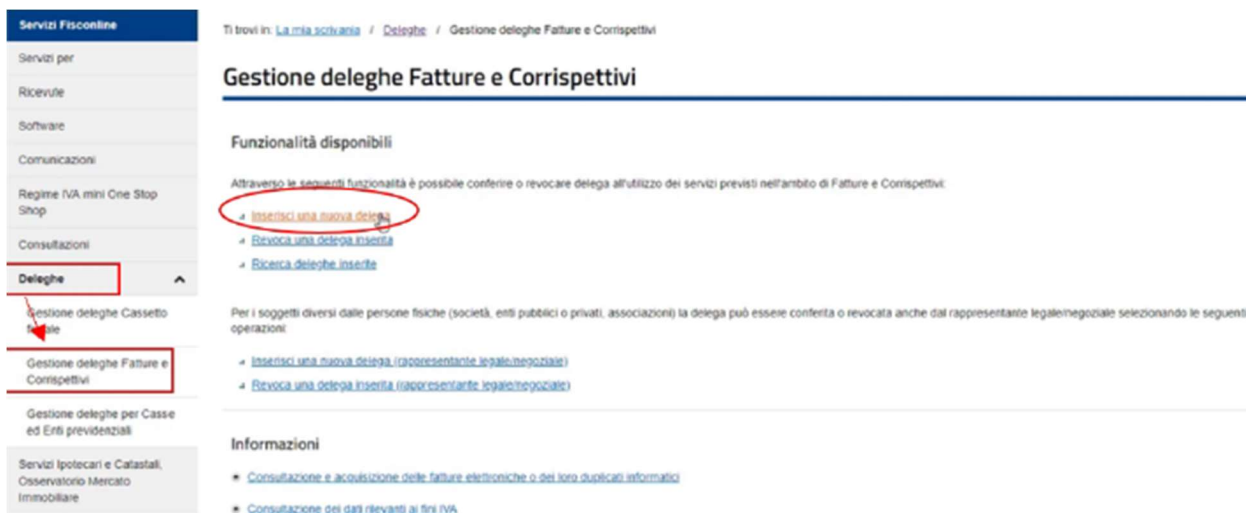 Servizi Fisconline
Servizi per
Ricevute
Software
Comunicazioni
Regime IVA mini One Stop
Shop
Consultazioni
Deleghe
Gestione deleghe Cassetto
Gestione deleghe Fatture e
Corrispettivi
Gestione deleghe per Casse
ed Enti previdenziali
Servizi Ipotecari e Catastali,
Osservatorio Mercato
Immobiliare
Ti trovi in: La mia scrivania / Deleghe / Gestione deleghe Fatture e Corrispettivi
Gestione deleghe Fatture e Corrispettivi
Funzionalità disponibili
Attraverso le seguenti funzionalità è possibile conferire o revocare delega all'utilizzo dei servizi previsti nell'ambito di Fatture e Corrispettivi:
Inserisci una nuova delega
Revoca una delega inserita
Ricerca deleghe inserite
Per i soggetti diversi dalle persone fisiche (società, enti pubblici o privati, associazioni) la delega può essere conferita o revocata anche dal rappresentante legale/negoziale selezionando le seguenti
operazioni:
Inserisci una nuova delega (rappresentante legale/negoziale)
Revoca una delega inserita (rappresentante legale/negoziale)
Informazioni
Consultazione e acquisizione delle fatture elettroniche o dei loro duplicati informatici
Consultazione dei dati rilevanti ai fini IVA